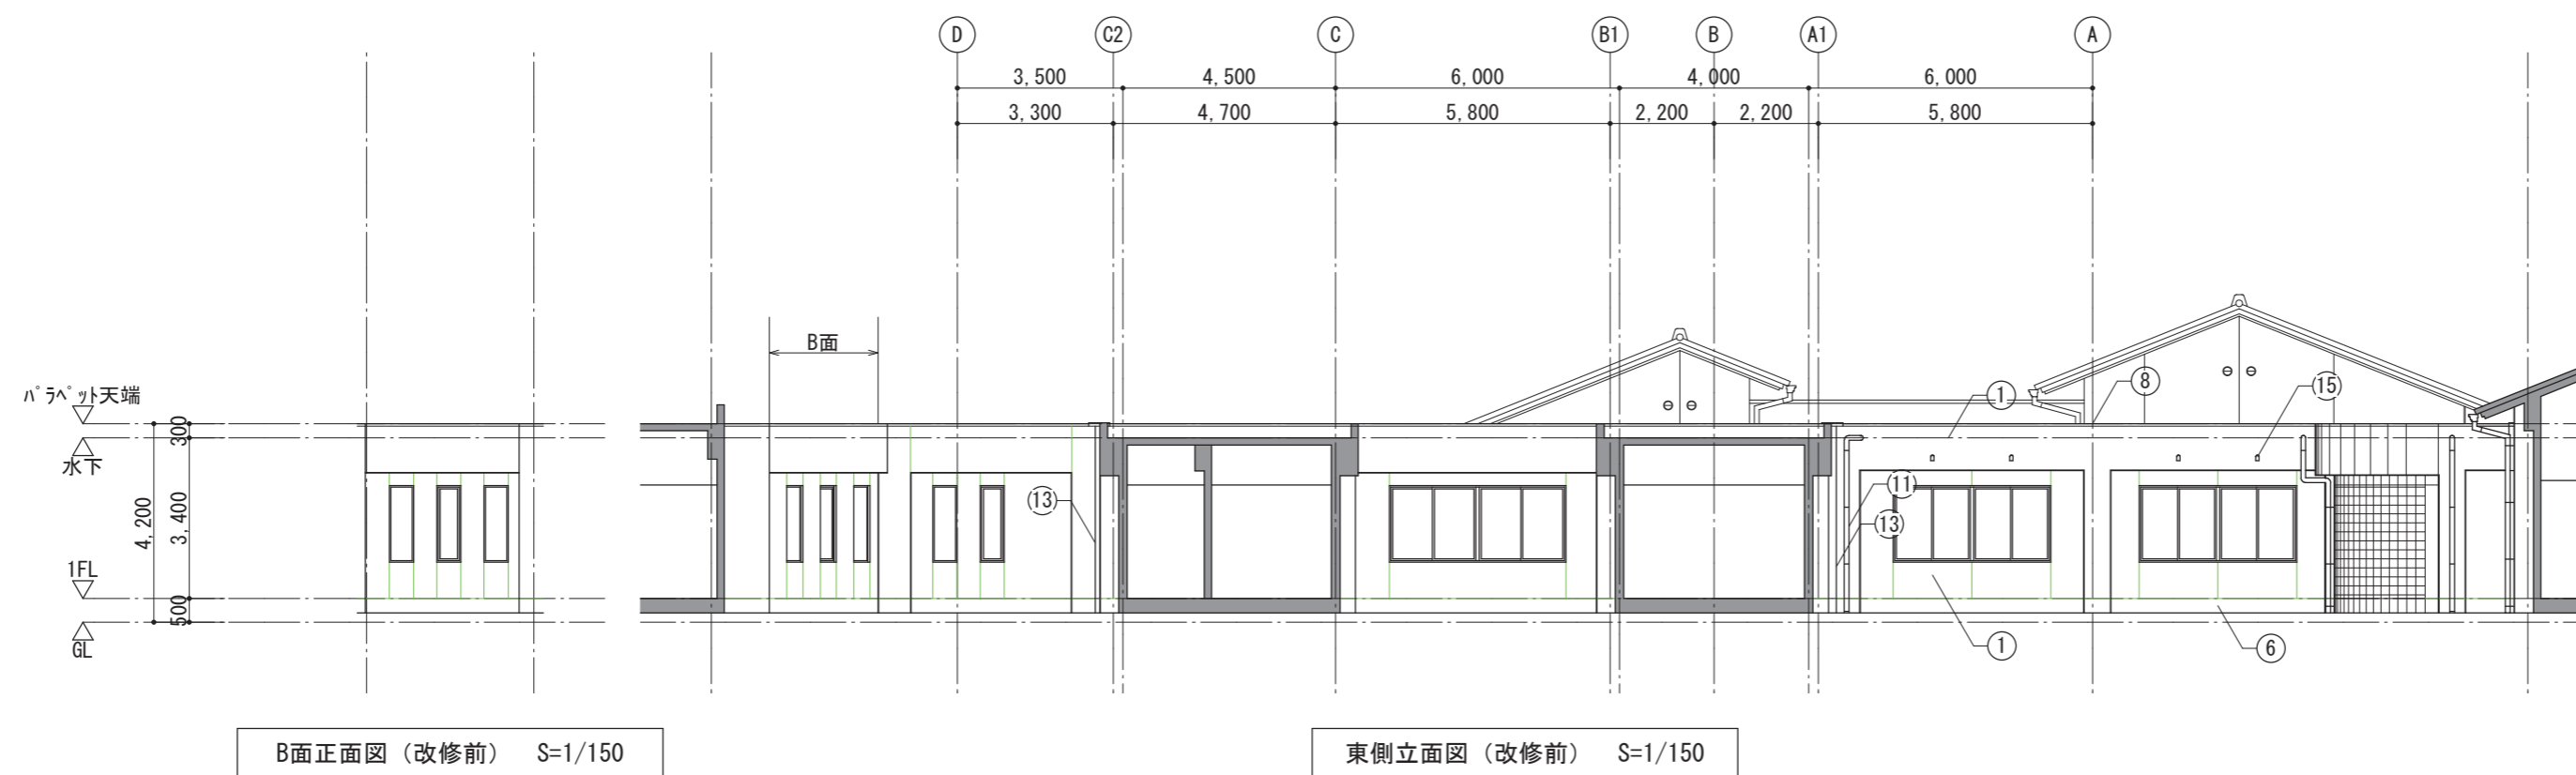 D C2 C B1 B A1 A
3,500 4,500 6,000 4,000 6,000
3,300 4,700 5,800 2,200 2,200 5,800
B面
パラペット天端
水下
1FL
GL
300
3,400
500
4,200
8
15
1
13
11
13
1
6
B面正面図（改修前） S=1/150
東側立面図（改修前） S=1/150